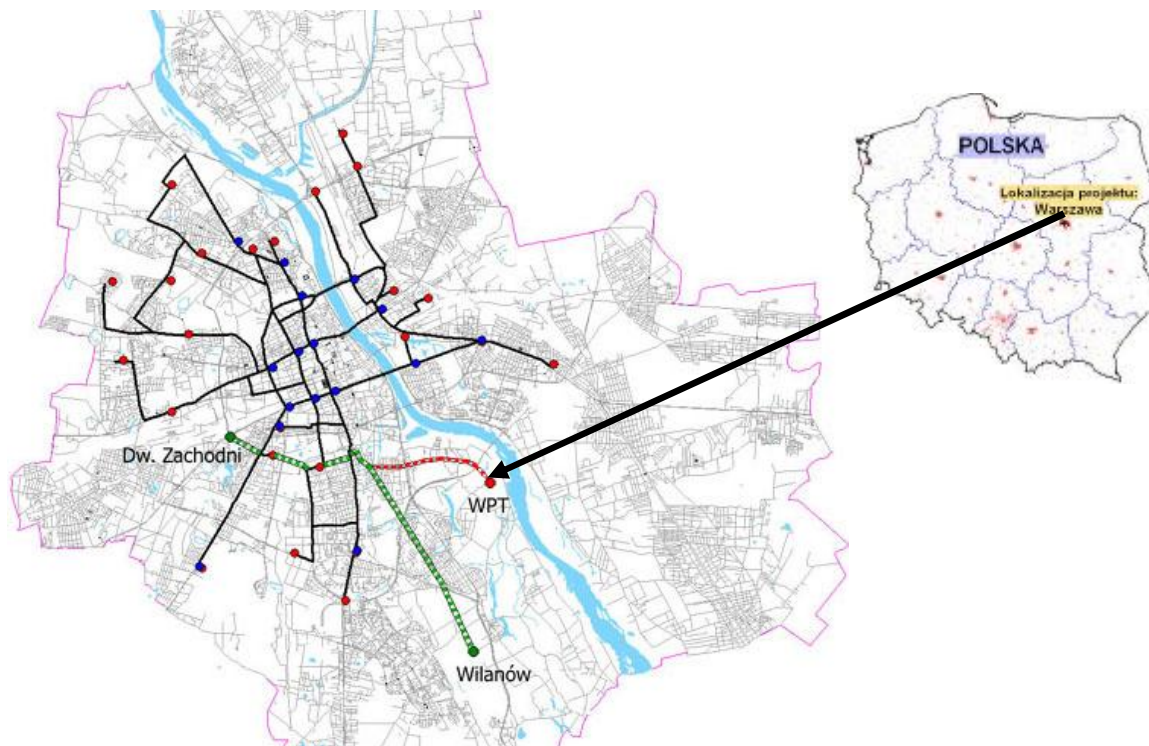 POLSKA
Lokalizacja projektu:
Warszawa
Dw. Zachodni
WPT
Wilanów